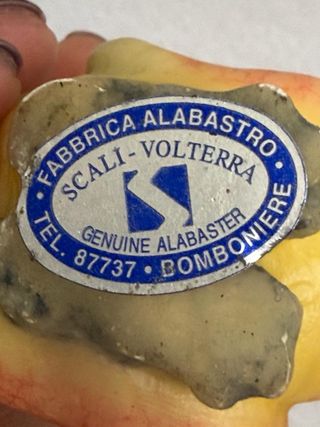 • FABBRICA ALABASTRO •
SCALI - VOLTERRA
S
GENUINE ALABASTER
TEL. 87737 • BOMBONIERE